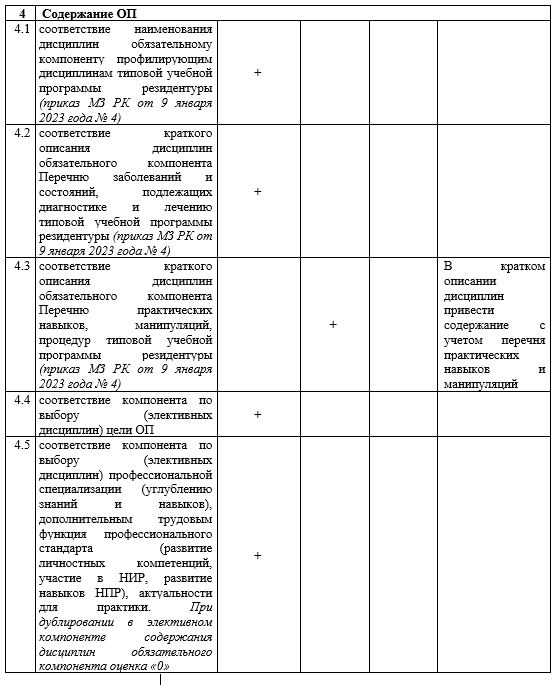 4 Содержание ОП
4.1 соответствие наименования
дисциплин обязательному
компоненту профилирующим
дисциплинам типовой учебной
программы резидентуры
(приказ МЗ РК от 9 января
2023 года № 4)
+
4.2 соответствие краткого
описания дисциплин
обязательного компонента
Перечню заболеваний и
состояний, подлежащих
диагностике и лечению
типовой учебной программы
резидентуры (приказ МЗ РК от
9 января 2023 года № 4)
+
4.3 соответствие краткого
описания дисциплин
обязательного компонента
Перечню практических
навыков, манипуляций,
процедур типовой учебной
программы резидентуры
(приказ МЗ РК от 9 января
2023 года № 4)
+
В кратком
описании
дисциплин
привести
содержание с
учетом перечня
практических
навыков и
манипуляций
4.4 соответствие компонента по
выбору (элективных
дисциплин) цели ОП
+
4.5 соответствие компонента по
выбору (элективных
дисциплин) профессиональной
специализации (углублению
знаний и навыков),
дополнительным трудовым
функция профессионального
стандарта (развитие
личностных компетенций,
участие в НИР, развитие
навыков НПР), актуальности
для практики. При
дублировании в элективном
компоненте содержания
дисциплин обязательного
компонента оценка «0»
+